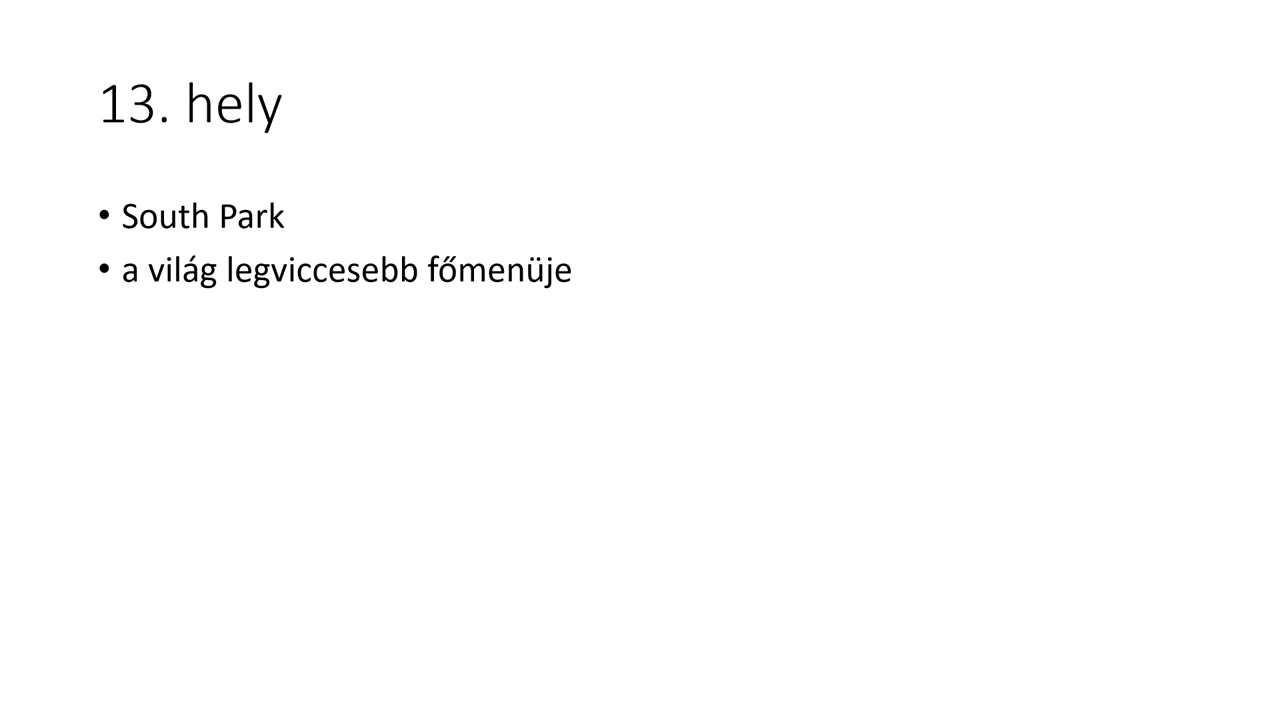 13. hely
• South Park
• a világ legviccesebb főmenüje